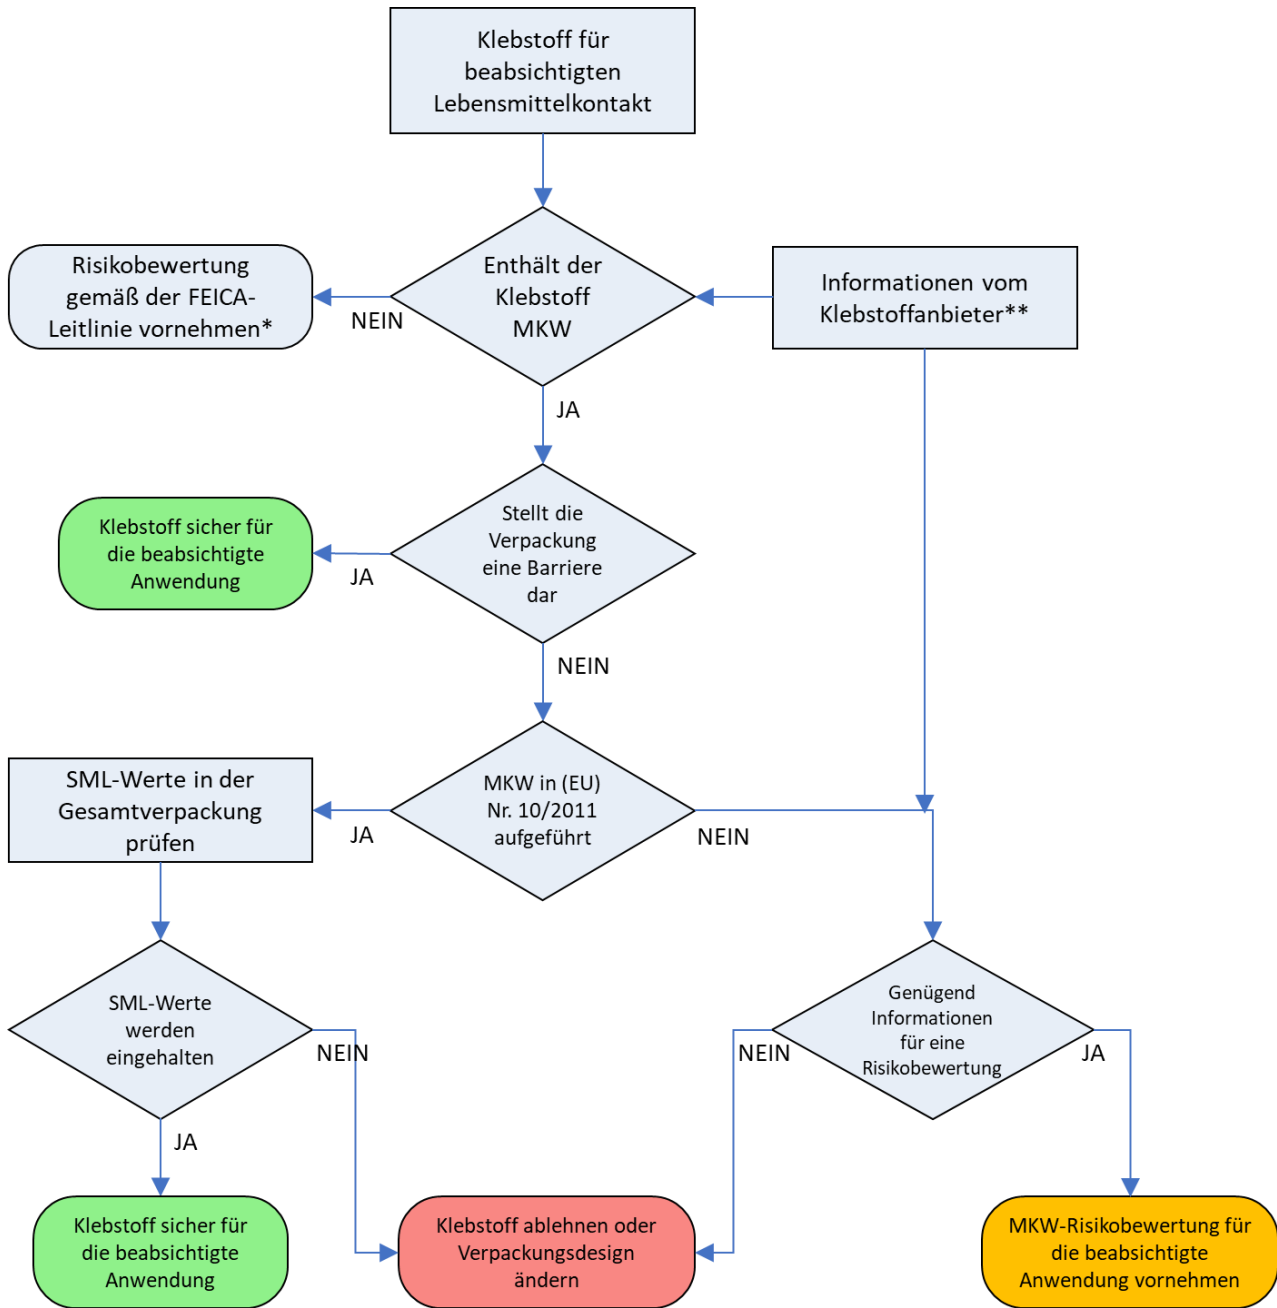 Klebstoff für
beabsichtigten
Lebensmittelkontakt
Risikobewertung
gemäß der FEICA-
Leitlinie vornehmen*
NEIN
Enthält der
Klebstoff
MKW
Informationen vom
Klebstoffanbieter**
JA
Klebstoff sicher für
die beabsichtigte
Anwendung
JA
Stellt die
Verpackung
eine Barriere
dar
NEIN
SML-Werte in der
Gesamtverpackung
prüfen
JA
MKW in (EU)
Nr. 10/2011
aufgeführt
NEIN
SML-Werte
werden
eingehalten
NEIN
Genügend
Informationen
für eine
Risikobewertung
NEIN
JA
JA
Klebstoff sicher für
die beabsichtigte
Anwendung
Klebstoff ablehnen oder
Verpackungsdesign
ändern
MKW-Risikobewertung für
die beabsichtigte
Anwendung vornehmen